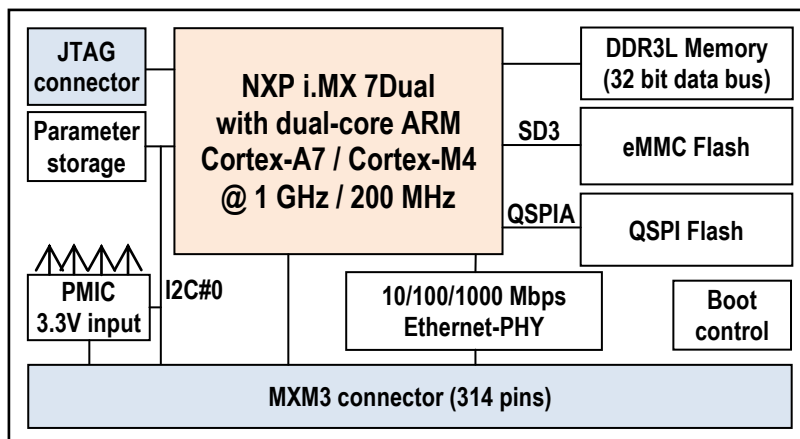 JTAG
connector
NXP i.MX 7Dual
with dual-core ARM
Cortex-A7 / Cortex-M4
@ 1 GHz / 200 MHz
DDR3L Memory
(32 bit data bus)
Parameter
storage
SD3
eMMC Flash
QSPIA
QSPI Flash
PMIC
3.3V input
I2C#0
10/100/1000 Mbps
Ethernet-PHY
Boot
control
MXM3 connector (314 pins)